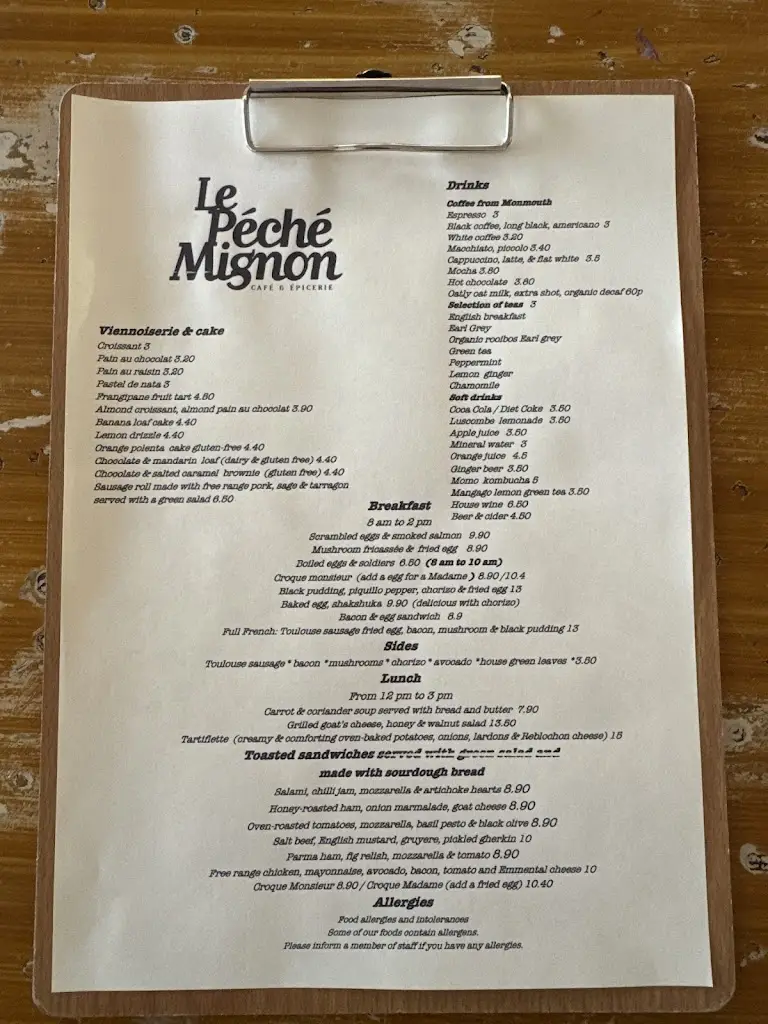 Le
Péché
Mignon
CAFÉ & ÉPICERIE
Viennoiserie & cake
Croissant 3
Pain au chocolat 3.20
Pain au raisin 3.20
Pastel de nata 3
Frangipane fruit tart 4.60
Almond croissant, almond pain au chocolat 3.90
Banana loaf cake 4.40
Lemon drizzle 4.40
Orange polenta cake gluten-free 4.40
Chocolate & mandarin loaf (dairy & gluten free) 4.40
Chocolate & salted caramel brownie (gluten free) 4.40
Sausage roll made with free range pork, sage & tarragon
served with a green salad 6.50
Drinks
Coffee from Monmouth
Espresso 3
Black coffee, long black, americano 3
White coffee 3.20
Macchiato, piccolo 3.40
Cappuccino, latte, & flat white 3.5
Mocha 3.80
Hot chocolate 3.60
Oatly oat milk, extra shot, organic decaf 60p
Selection of teas 3
English breakfast
Earl Grey
Organic rooibos Earl grey
Green tea
Peppermint
Lemon ginger
Chamomile
Soft drinks
Coca Cola / Diet Coke 3.50
Luscombe lemonade 3.50
Apple juice 3.50
Mineral water 3
Orange juice 4.5
Ginger beer 3.50
Momo kombucha 5
Mangago lemon green tea 3.50
House wine 6.50
Beer & cider 4.50
Breakfast
8 am to 2 pm
Scrambled eggs & smoked salmon 9.90
Mushroom fricassée & fried egg 8.90
Boiled eggs & soldiers 6.50 (8 am to 10 am)
Croque monsieur (add a egg for a Madame ) 8.90 /10.4
Black pudding, piquillo pepper, chorizo & fried egg 13
Baked egg, shakshuka 9.90 (delicious with chorizo)
Bacon & egg sandwich 8.9
Full French: Toulouse sausage fried egg, bacon, mushroom & black pudding 13
Sides
Toulouse sausage * bacon *mushrooms * chorizo * avocado *house green leaves *3.50
Lunch
From 12 pm to 3 pm
Carrot & coriander soup served with bread and butter 7.90
Grilled goat's cheese, honey & walnut salad 13.50
Tartiflette (creamy & comforting oven-baked potatoes, onions, lardons & Reblochon cheese) 15
Toasted sandwiches served with green salad and
made with sourdough bread
Salami, chilli jam, mozzarella & artichoke hearts 8.90
Honey-roasted ham, onion marmalade, goat cheese 8.90
Oven-roasted tomatoes, mozzarella, basil pesto & black olive 8.90
Salt beef, English mustard, gruyere, pickled gherkin 10
Parma ham, fig relish, mozzarella & tomato 8.90
Free range chicken, mayonnaise, avocado, bacon, tomato and Emmental cheese 10
Croque Monsieur 8.90 / Croque Madame (add a fried egg) 10.40
Allergies
Food allergies and intolerances
Some of our foods contain allergens.
Please inform a member of staff if you have any allergies.